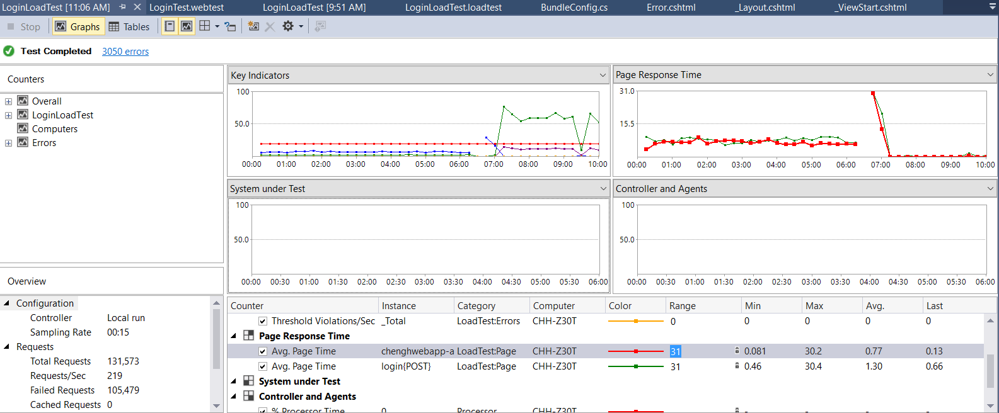 LoginLoadTest [11:06 AM] LoginTest.webtest LoginLoadTest [9:51 AM] LoginLoadTest.loadtest BundleConfig.cs Error.cshtml _Layout.cshtml _ViewStart.cshtml
Stop Graphs Tables
Test Completed 3050 errors
Counters
Overall
LoginLoadTest
Computers
Errors
Key Indicators
100
50.0
00:00 01:00 02:00 03:00 04:00 05:00 06:00 07:00 08:00 09:00 10:00
Page Response Time
31.0
15.5
00:00 01:00 02:00 03:00 04:00 05:00 06:00 07:00 08:00 09:00 10:00
System under Test
100
50.0
00:00 00:30 01:00 01:30 02:00 02:30 03:00 03:30 04:00 04:30 05:00 05:30 06:00
Controller and Agents
100
50.0
00:00 00:30 01:00 01:30 02:00 02:30 03:00 03:30 04:00 04:30 05:00 05:30 06:00
Overview
Configuration
Controller Local run
Sampling Rate 00:15
Requests
Total Requests 131,573
Requests/Sec 219
Failed Requests 105,479
Cached Requests 0
Counter Instance Category Computer Color Range Min Max Avg. Last
Threshold Violations/Sec _Total LoadTest:Errors CHH-Z30T 0 0 0 0 0
Page Response Time
Avg. Page Time chenghwebapp-a LoadTest:Page CHH-Z30T 31 0.081 30.2 0.77 0.13
Avg. Page Time login{POST} LoadTest:Page CHH-Z30T 31 0.46 30.4 1.30 0.66
System under Test
Controller and Agents
% Processor Time 0 Processor CHH-Z30T